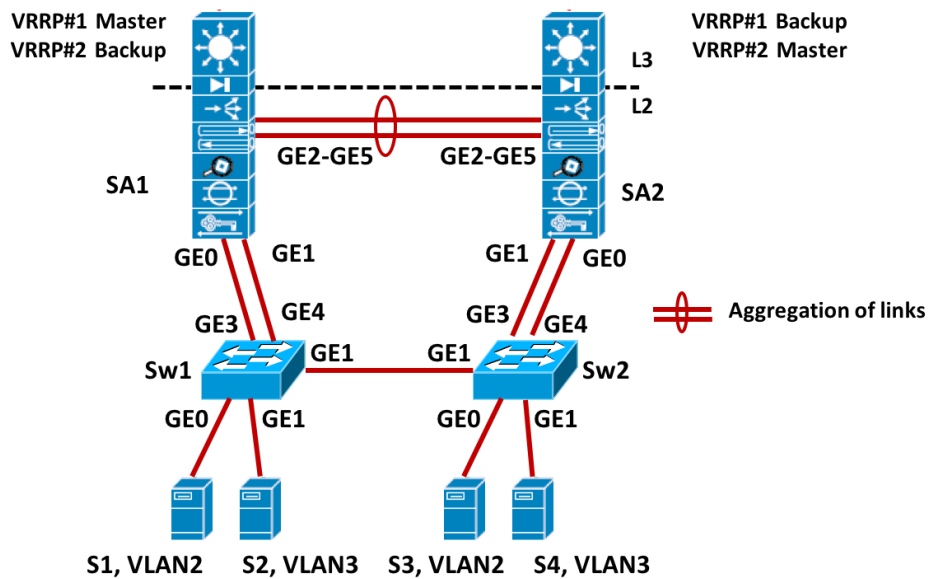 VRRP#1 Master
VRRP#2 Backup
VRRP#1 Backup
VRRP#2 Master
L3
L2
GE2-GE5
GE2-GE5
SA1
SA2
GE0
GE1
GE1
GE0
GE3
GE4
GE3
GE4
Aggregation of links
Sw1
GE1
GE1
Sw2
GE0
GE1
GE0
GE1
S1, VLAN2
S2, VLAN3
S3, VLAN2
S4, VLAN3